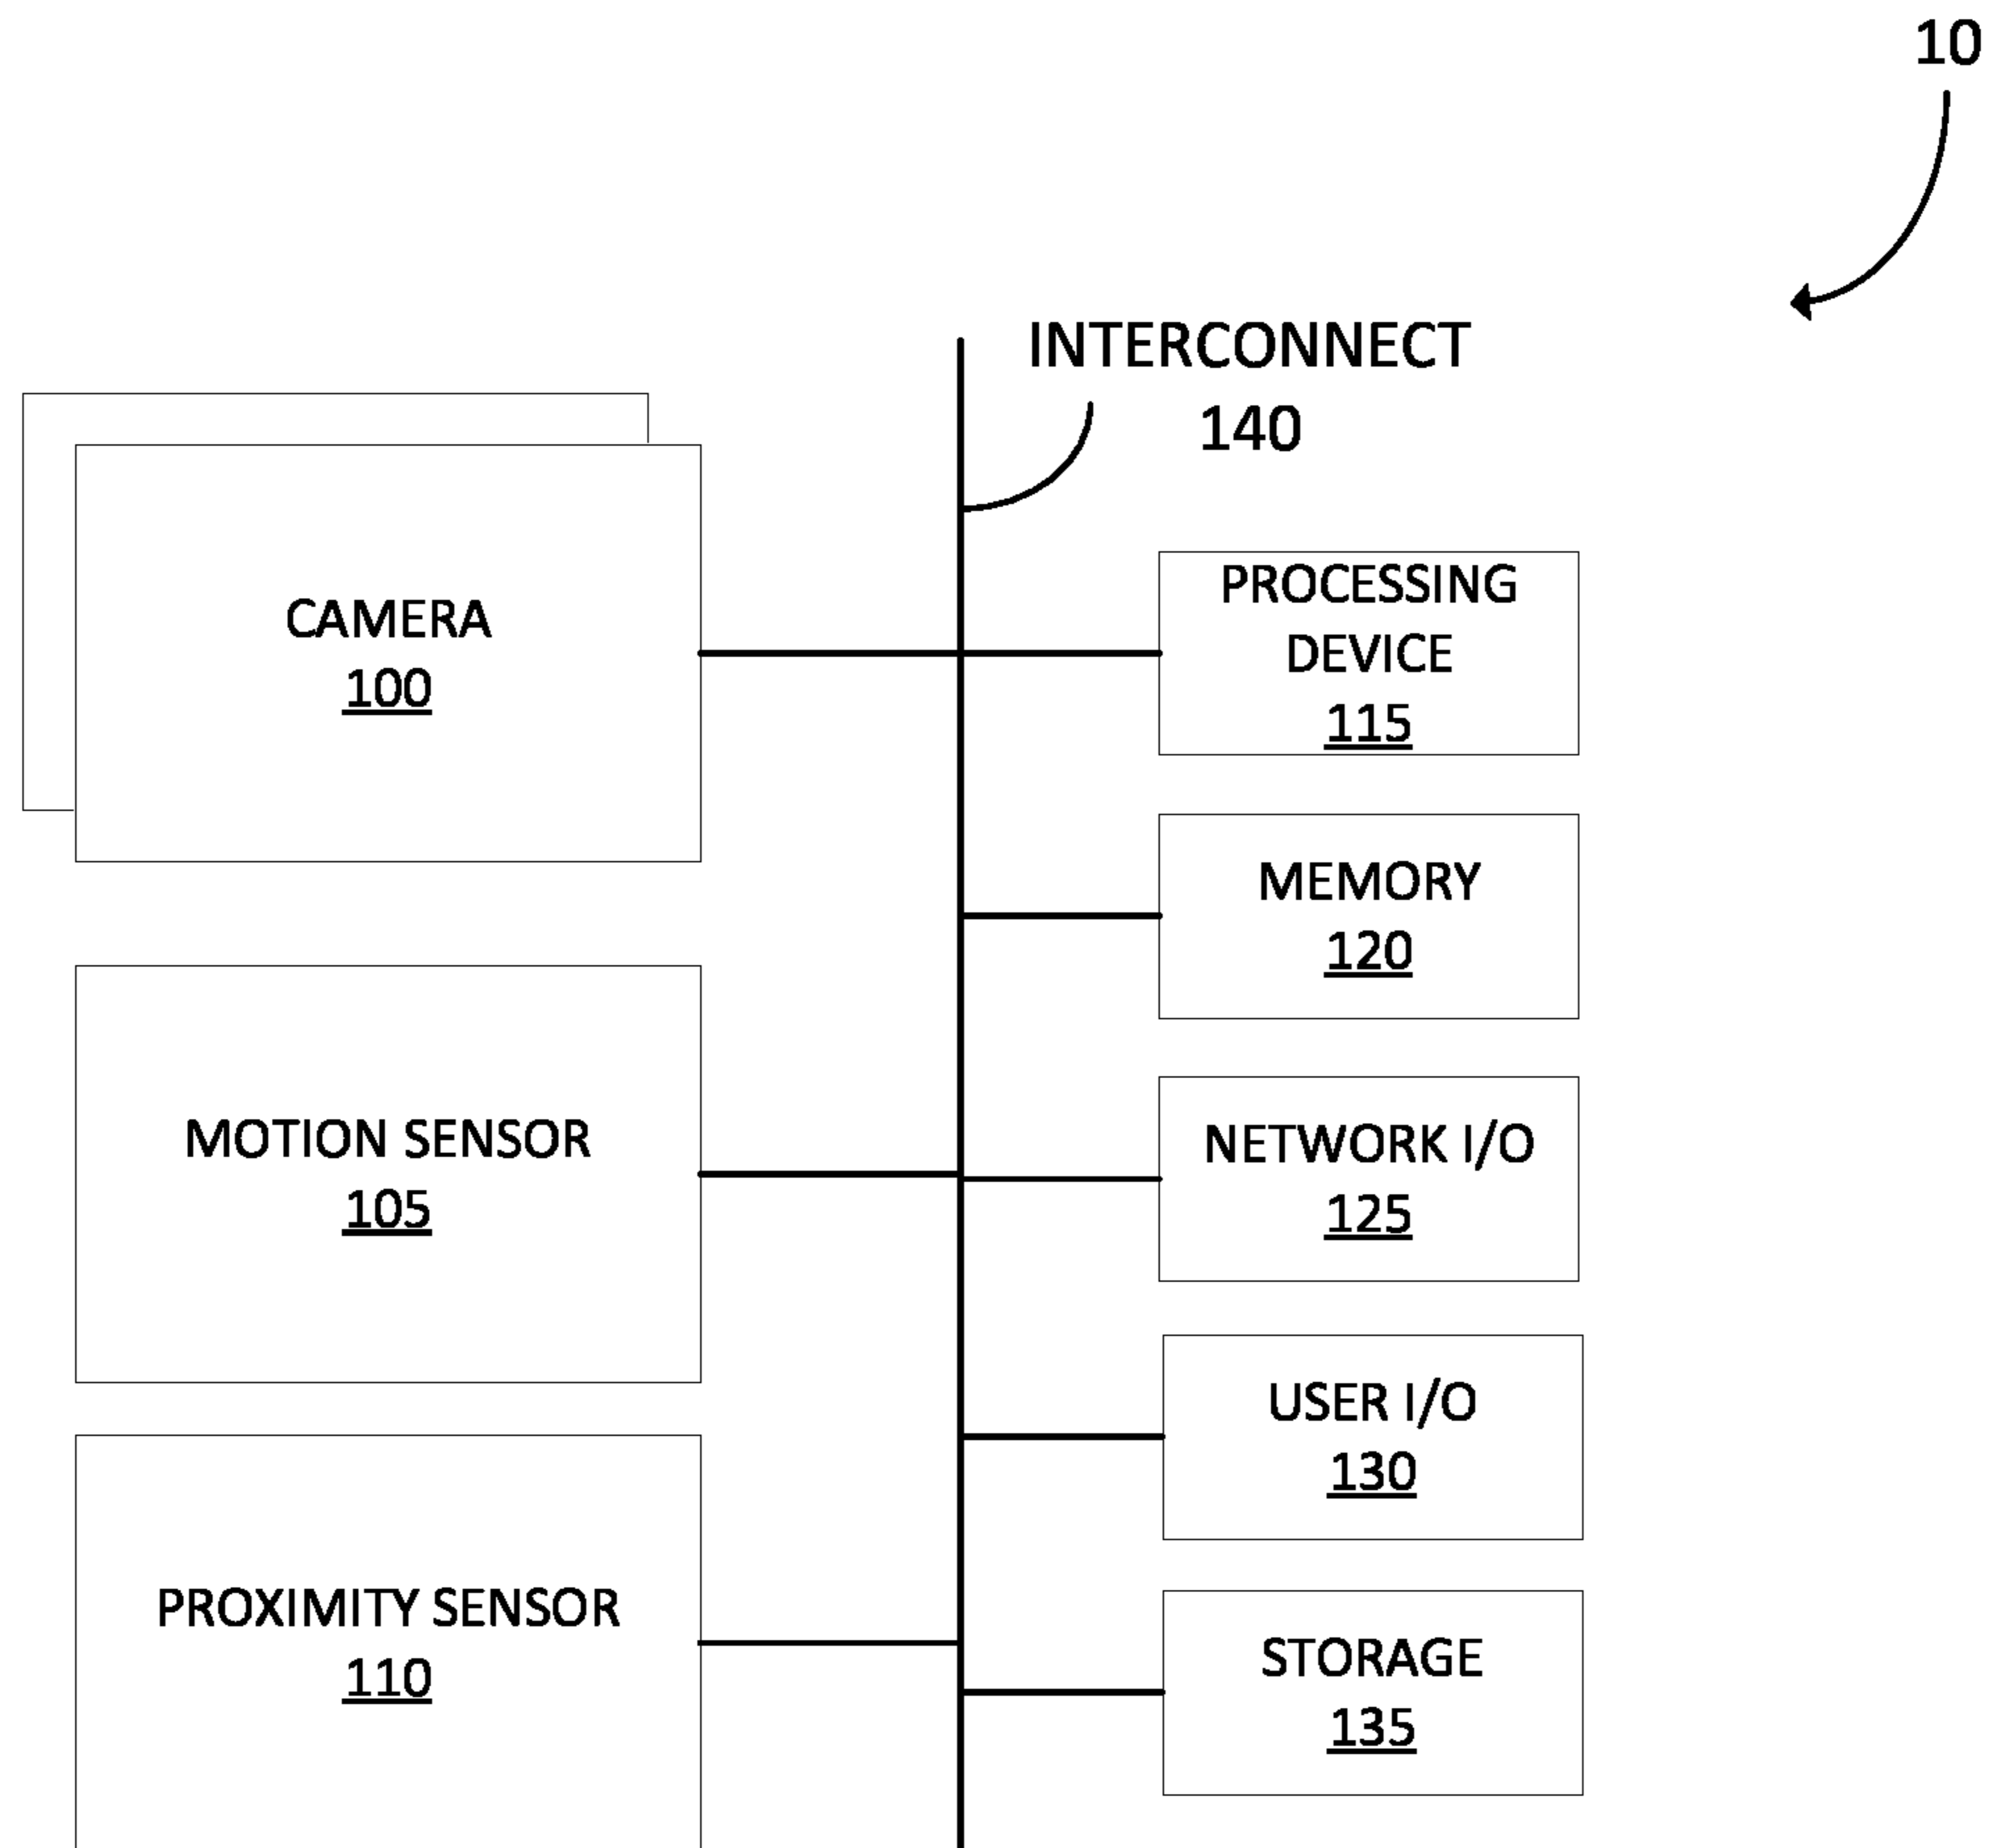 10
INTERCONNECT
140
CAMERA
100
PROCESSING
DEVICE
115
MEMORY
120
MOTION SENSOR
105
NETWORK I/O
125
USER I/O
130
PROXIMITY SENSOR
110
STORAGE
135